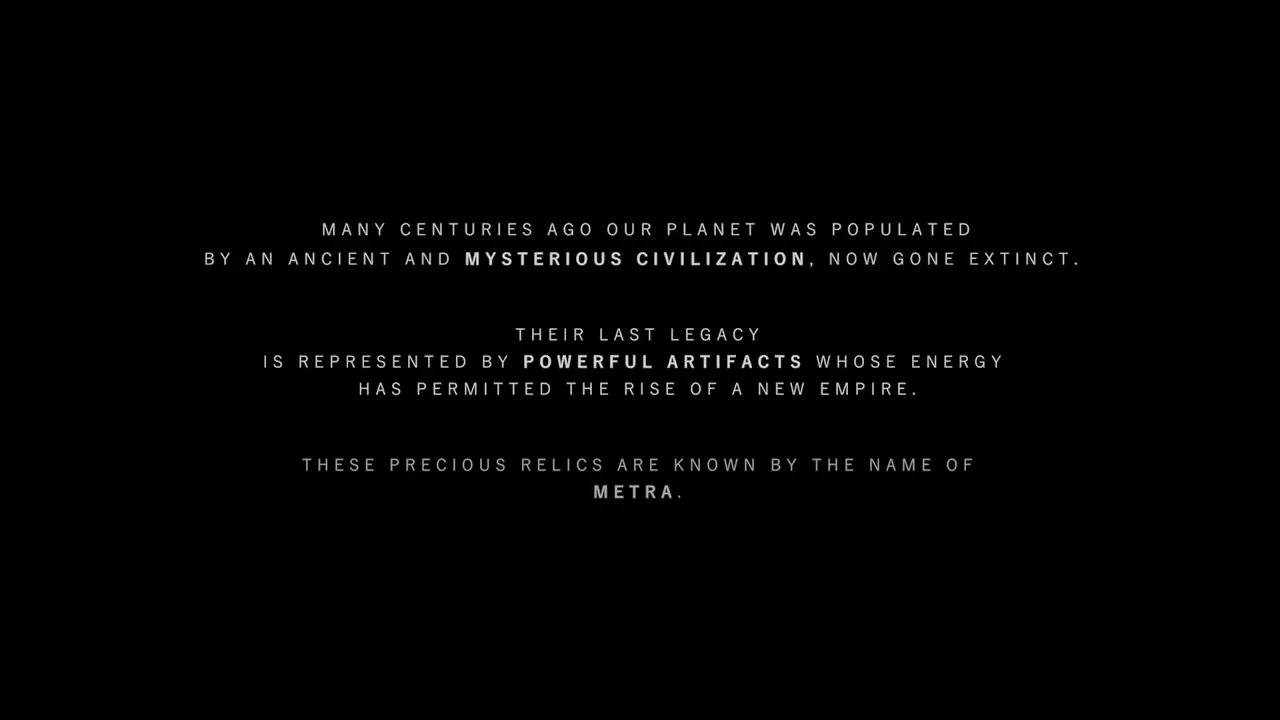 MANY CENTURIES AGO OUR PLANET WAS POPULATED
BY AN ANCIENT AND MYSTERIOUS CIVILIZATION, NOW GONE EXTINCT.
THEIR LAST LEGACY
IS REPRESENTED BY POWERFUL ARTIFACTS WHOSE ENERGY
HAS PERMITTED THE RISE OF A NEW EMPIRE.
THESE PRECIOUS RELICS ARE KNOWN BY THE NAME OF
METRA.